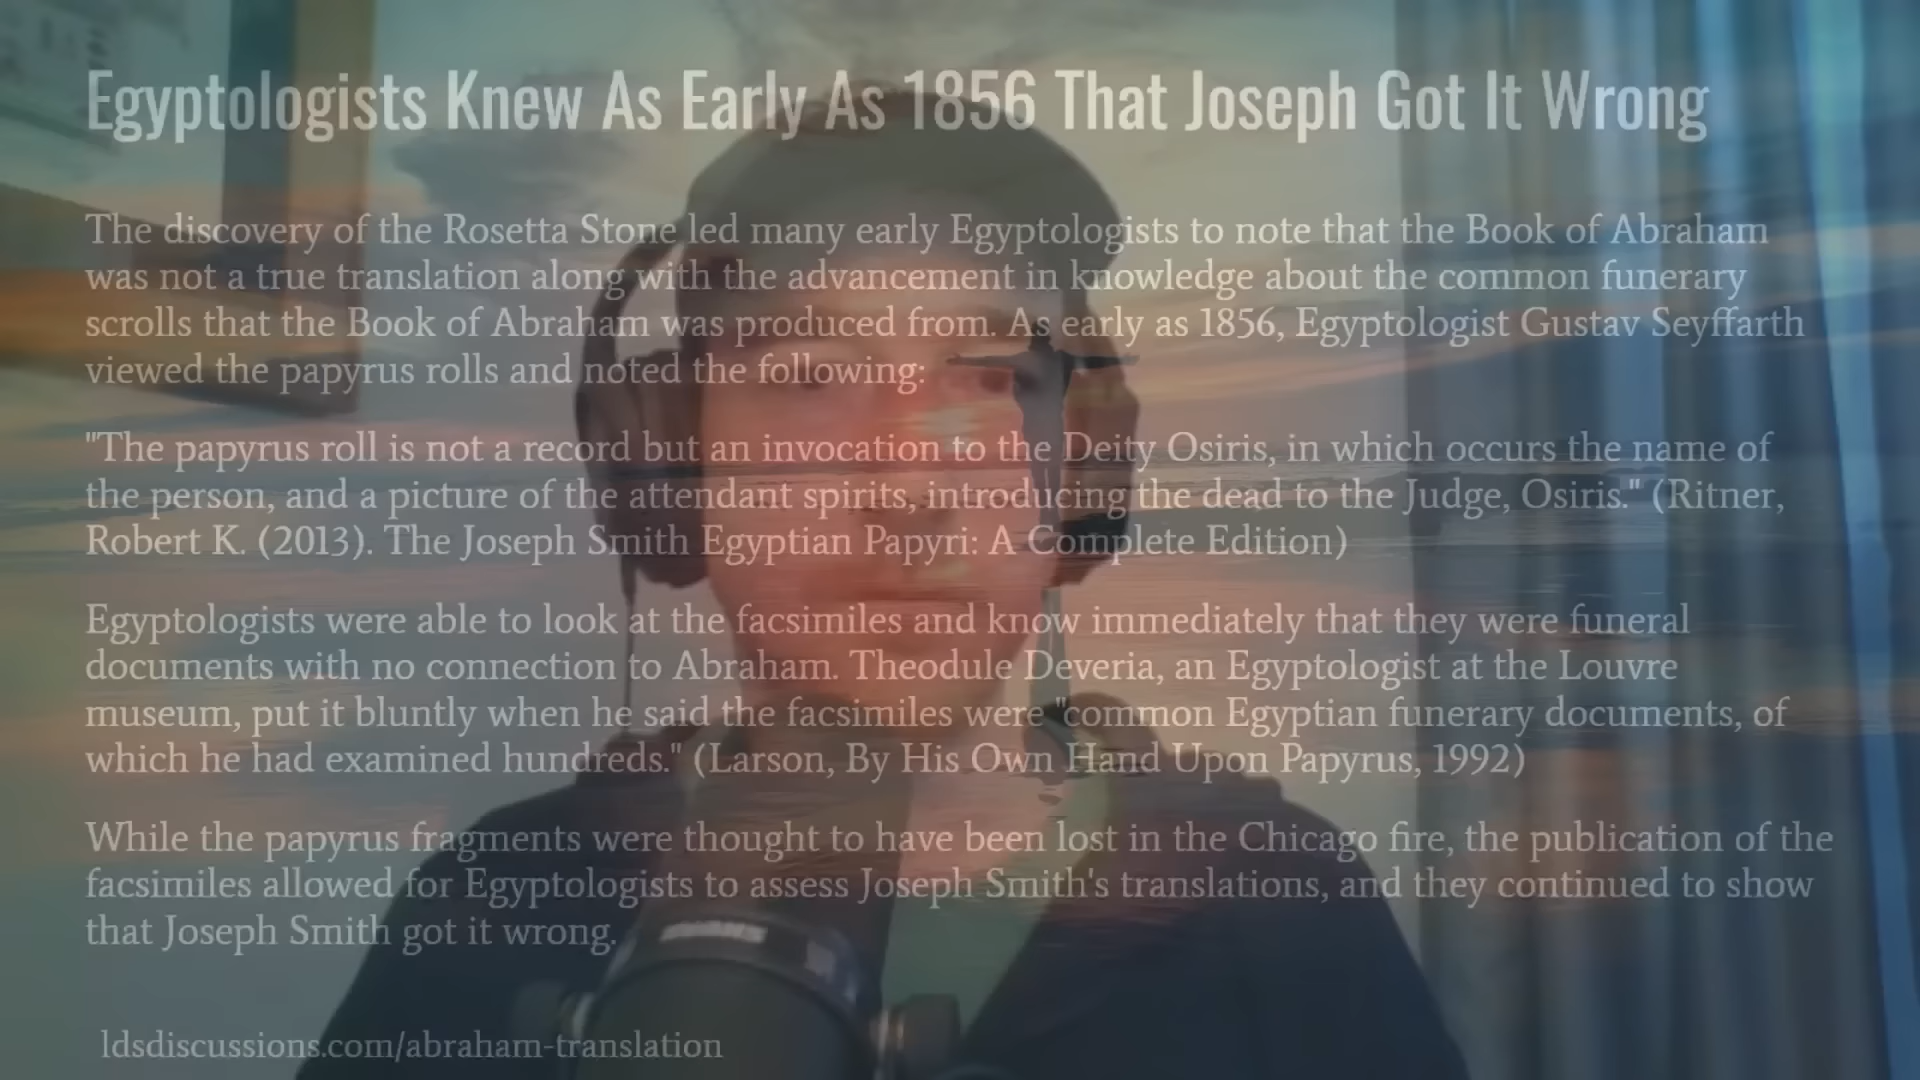 Egyptologists Knew As Early As 1856 That Joseph Got It Wrong
The discovery of the Rosetta Stone led many early Egyptologists to note that the Book of Abraham
was not a true translation along with the advancement in knowledge about the common funerary
scrolls that the Book of Abraham was produced from. As early as 1856, Egyptologist Gustav Seyffarth
viewed the papyrus rolls and noted the following:
"The papyrus roll is not a record but an invocation to the Deity Osiris, in which occurs the name of
the person, and a picture of the attendant spirits, introducing the dead to the Judge, Osiris." (Ritner,
Robert K. (2013). The Joseph Smith Egyptian Papyri: A Complete Edition)
Egyptologists were able to look at the facsimiles and know immediately that they were funeral
documents with no connection to Abraham. Theodule Deveria, an Egyptologist at the Louvre
museum, put it bluntly when he said the facsimiles were "common Egyptian funerary documents, of
which he had examined hundreds." (Larson, By His Own Hand Upon Papyrus, 1992)
While the papyrus fragments were thought to have been lost in the Chicago fire, the publication of the
facsimiles allowed for Egyptologists to assess Joseph Smith's translations, and they continued to show
that Joseph Smith got it wrong.
ldsdiscussions.com/abraham-translation